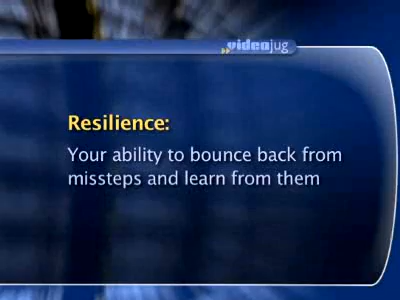 videojug
Resilience:
Your ability to bounce back from
missteps and learn from them